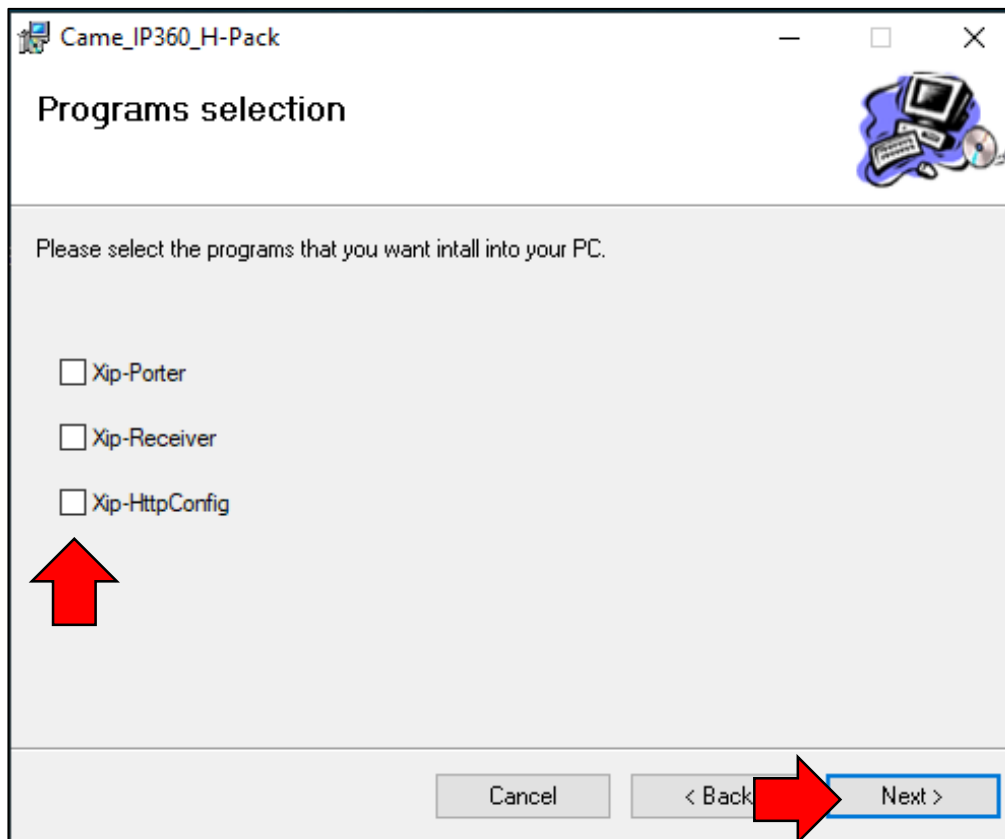 Came_IP360_H-Pack
Programs selection
Please select the programs that you want intall into your PC.
Xip-Porter
Xip-Receiver
Xip-HttpConfig
Cancel
< Back
Next >